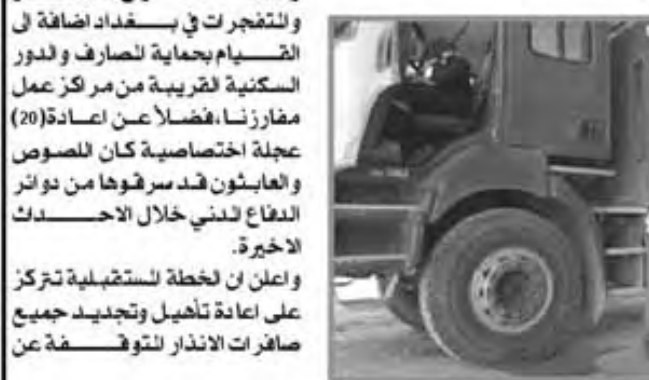 والمتفجرات في بغداد اضافة الى
القيام بحماية المصارف والدور
السكنية القريبة من مراكز عمل
مفارزنا،فضلاً عن اعادة(20)
عجلة اختصاصية كان اللصوص
والعابثون قد سرقوها من دوائر
الدفاع المدني خلال الاحداث
الاخيرة.
واعلن ان الخطة المستقبلية تتركز
على اعادة تأهيل وتجديد جميع
صافرات الانذار المتوقفة عن